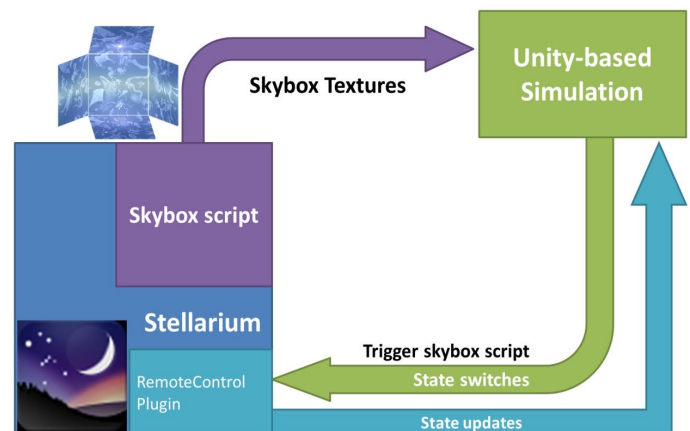 Unity-based
Simulation
Skybox Textures
Skybox script
Stellarium
Trigger skybox script
State switches
RemoteControl
Plugin
State updates